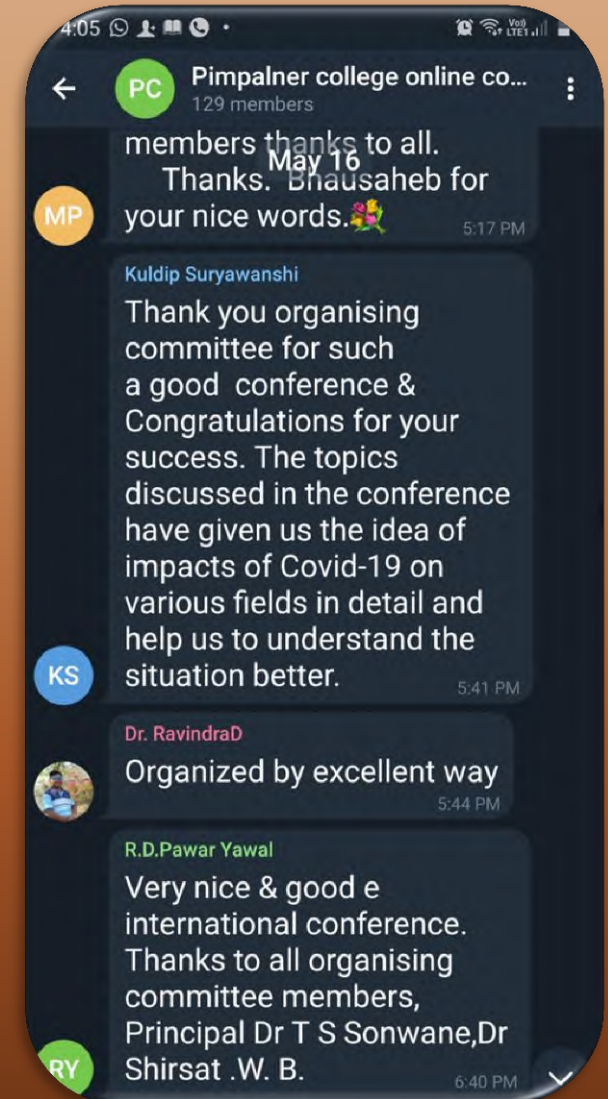 4:05
Vo))
LTE1
PC
Pimpalner college online co...
129 members
members thanks to all.
May 16
Thanks. Bhausaheb for
your nice words.
MP
5:17 PM
Kuldip Suryawanshi
Thank you organising
committee for such
a good conference &
Congratulations for your
success. The topics
discussed in the conference
have given us the idea of
impacts of Covid-19 on
various fields in detail and
help us to understand the
situation better.
KS
5:41 PM
Dr. RavindraD
Organized by excellent way
5:44 PM
R.D.Pawar Yawal
Very nice & good e
international conference.
Thanks to all organising
committee members,
Principal Dr T S Sonwane,Dr
Shirsat .W. B.
RY
6:40 PM